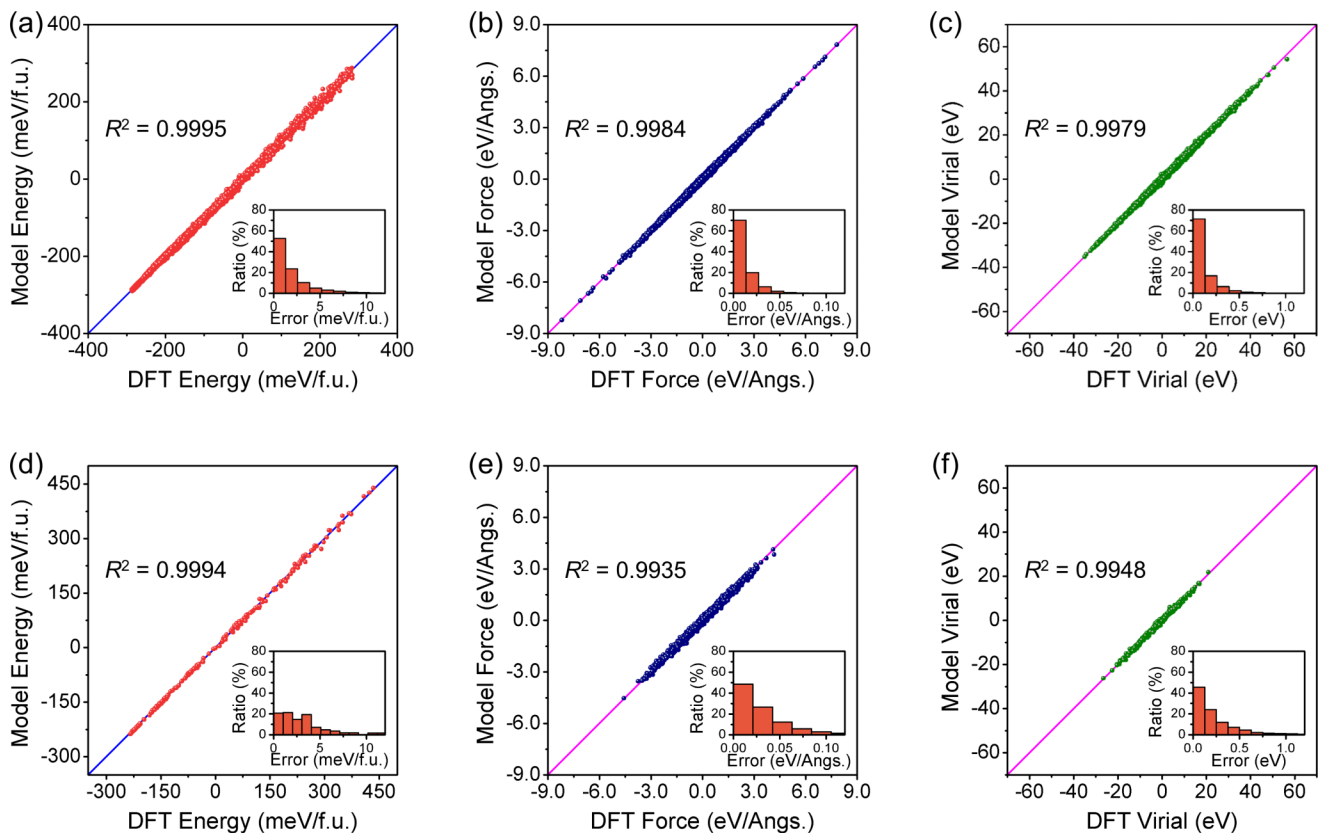 (a)
400
200
0
-200
-400
Model Energy (meV/f.u.)
R² = 0.9995
80
60
40
20
0
Ratio (%)
0 5 10
Error (meV/f.u.)
-400 -200 0 200 400
DFT Energy (meV/f.u.)
(b)
9.0
6.0
3.0
0.0
-3.0
-6.0
-9.0
Model Force (eV/Angs.)
R² = 0.9984
80
60
40
20
0
Ratio (%)
0.00 0.05 0.10
Error (eV/Angs.)
-9.0 -6.0 -3.0 0.0 3.0 6.0 9.0
DFT Force (eV/Angs.)
(c)
60
40
20
0
-20
-40
-60
Model Virial (eV)
R² = 0.9979
80
60
40
20
0
Ratio (%)
0.0 0.5 1.0
Error (eV)
-60 -40 -20 0 20 40 60
DFT Virial (eV)
(d)
450
300
150
0
-150
-300
Model Energy (meV/f.u.)
R² = 0.9994
80
60
40
20
0
Ratio (%)
0 5 10
Error (meV/f.u.)
-300 -150 0 150 300 450
DFT Energy (meV/f.u.)
(e)
9.0
6.0
3.0
0.0
-3.0
-6.0
-9.0
Model Force (eV/Angs.)
R² = 0.9935
80
60
40
20
0
Ratio (%)
0.00 0.05 0.10
Error (eV/Angs.)
-9.0 -6.0 -3.0 0.0 3.0 6.0 9.0
DFT Force (eV/Angs.)
(f)
60
40
20
0
-20
-40
-60
Model Virial (eV)
R² = 0.9948
80
60
40
20
0
Ratio (%)
0.0 0.5 1.0
Error (eV)
-60 -40 -20 0 20 40 60
DFT Virial (eV)